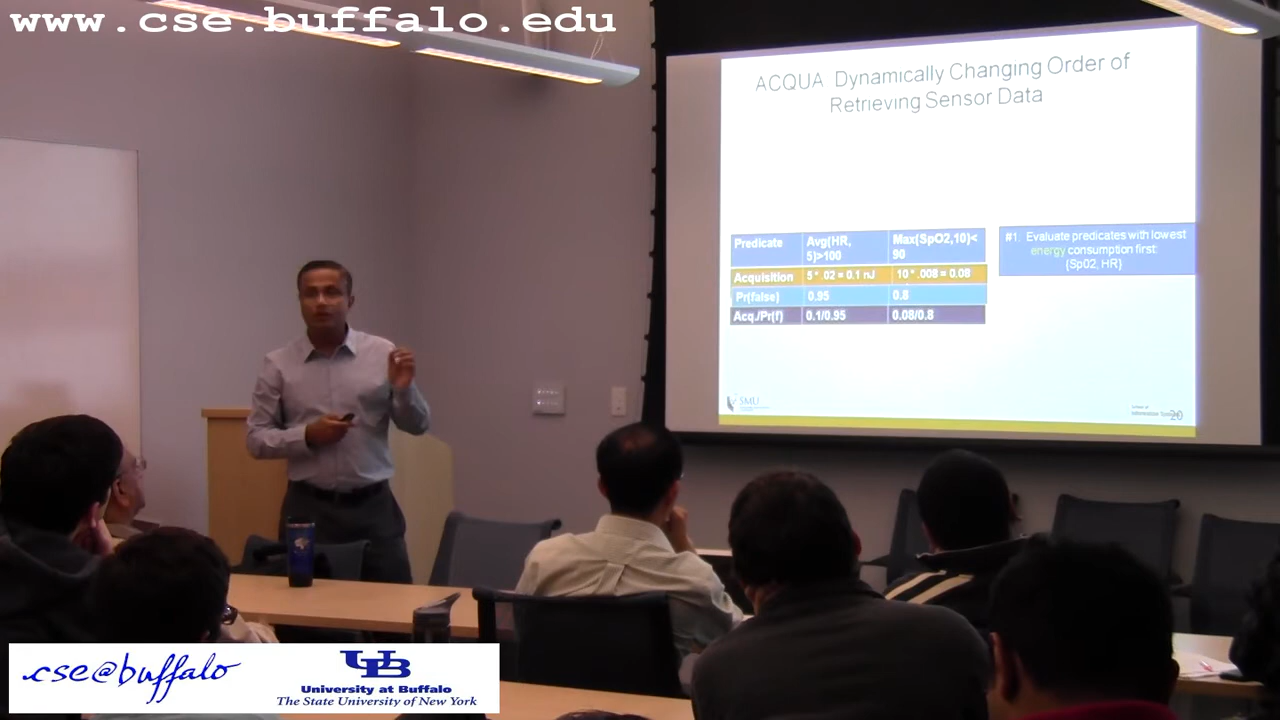 www.cse.buffalo.edu
ACQUA Dynamically Changing Order of
Retrieving Sensor Data
Predicate
Avg(HR,
5)>100
Max(SpO2,10)<
90
Acquisition
5 * .02 = 0.1 nJ
10 * .008 = 0.08
Pr(false)
0.95
0.8
Acq./Pr(f)
0.1/0.95
0.08/0.8
#1. Evaluate predicates with lowest
energy consumption first:
{Sp02, HR}
SMU
Information
20
.cse@buffalo
UB
University at Buffalo
The State University of New York